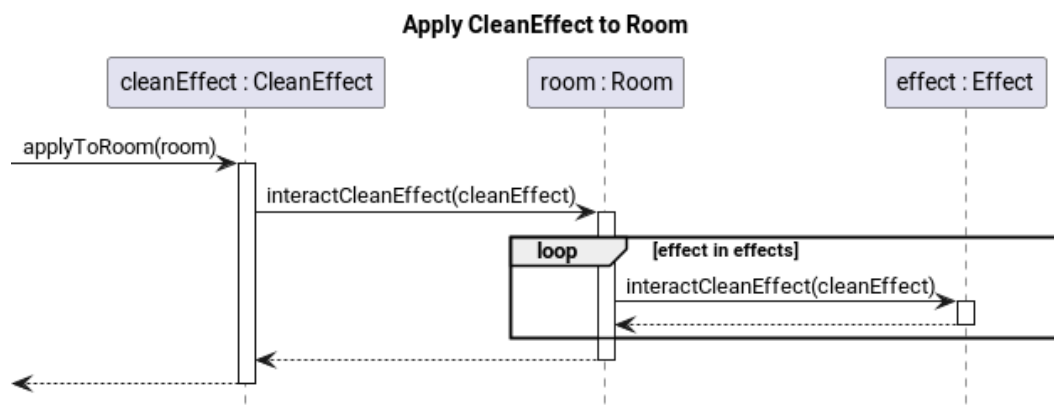 Apply CleanEffect to Room
cleanEffect : CleanEffect
room : Room
effect : Effect
applyToRoom(room)
interactCleanEffect(cleanEffect)
loop
[effect in effects]
interactCleanEffect(cleanEffect)